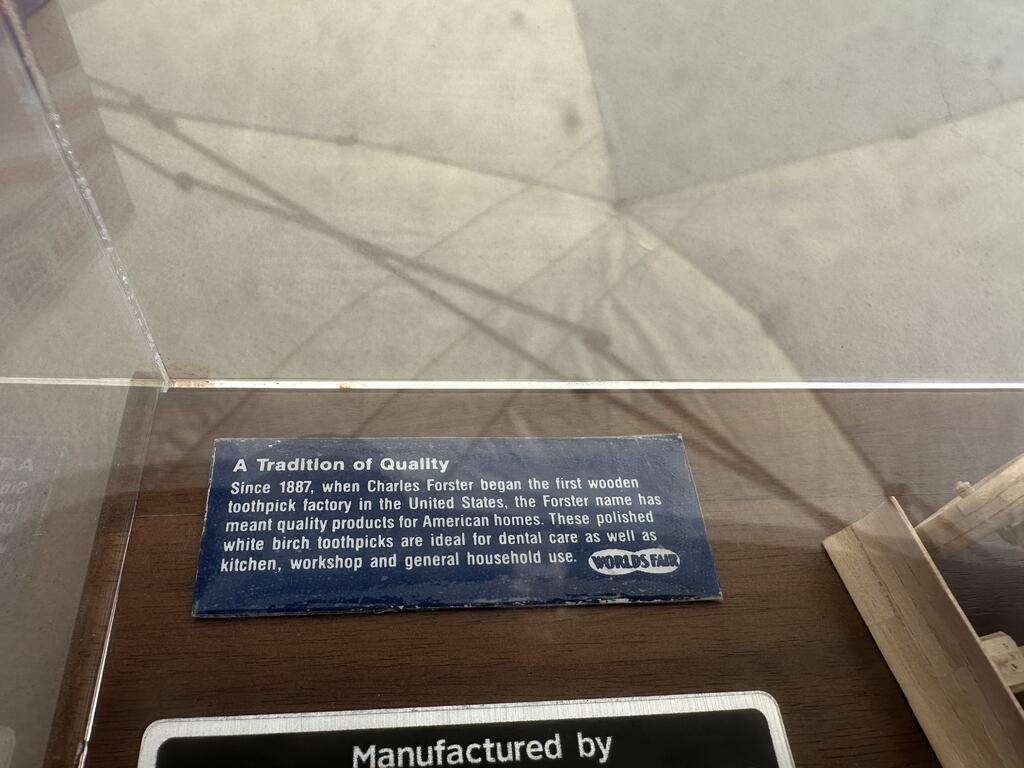 A Tradition of Quality
Since 1887, when Charles Forster began the first wooden
toothpick factory in the United States, the Forster name has
meant quality products for American homes. These polished
white birch toothpicks are ideal for dental care as well as
kitchen, workshop and general household use. WORLDS FAIR
Manufactured by